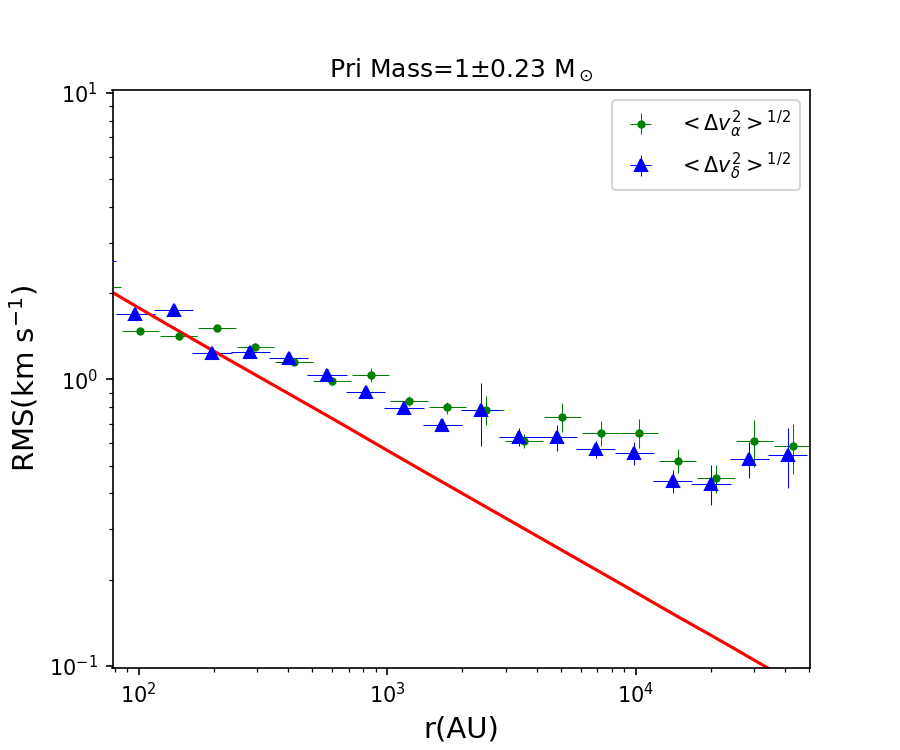 Pri Mass=1±0.23 M⊙
10¹
< Δv²α >^1/2
< Δv²δ >^1/2
RMS(km s⁻¹)
10⁰
10⁻¹
10² 10³ 10⁴
r(AU)